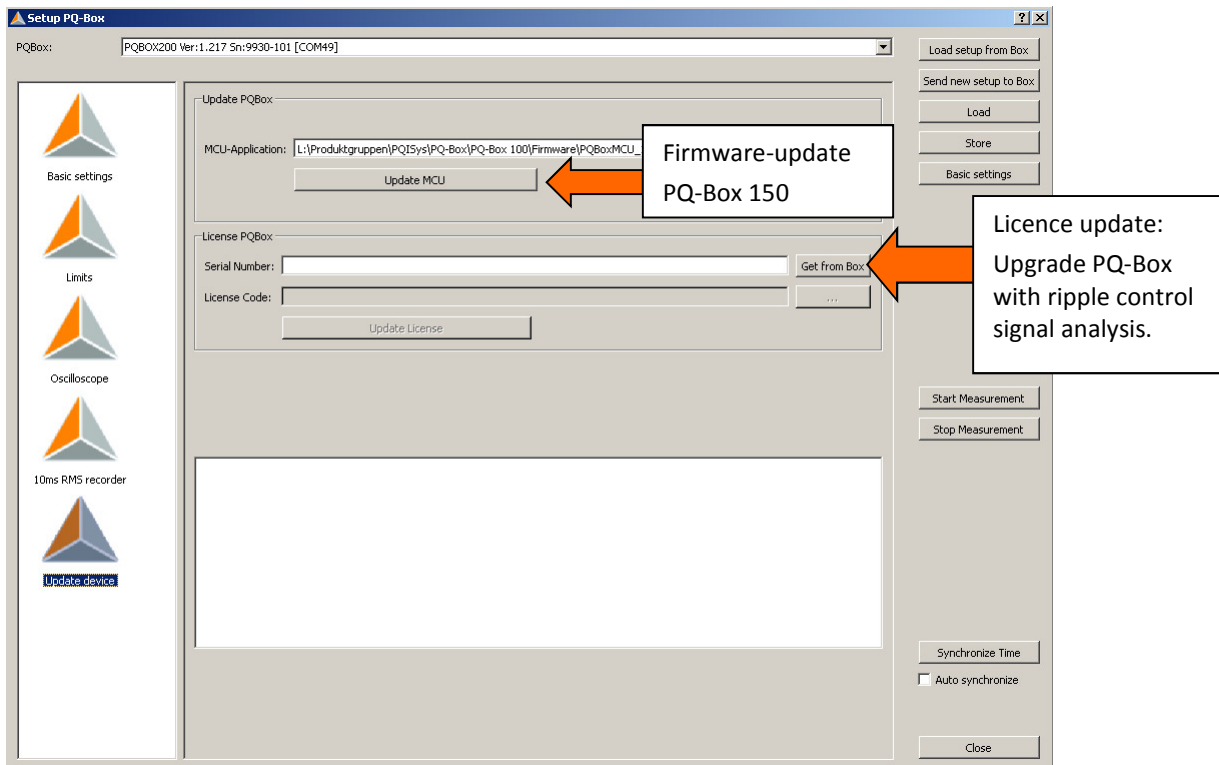 Setup PQ-Box
PQBox:
PQBOX200 Ver:1.217 Sn:9930-101 [COM49]
Load setup from Box
Send new setup to Box
Load
Store
Basic settings
Basic settings
Limits
Oscilloscope
10ms RMS recorder
Update device
Update PQBox
MCU-Application:
L:\Produktgruppen\PQISys\PQ-Box\PQ-Box 100\Firmware\PQBoxMCU_
Update MCU
Firmware-update
PQ-Box 150
License PQBox
Serial Number:
Get from Box
License Code:
...
Update License
Licence update:
Upgrade PQ-Box
with ripple control
signal analysis.
Start Measurement
Stop Measurement
Synchronize Time
Auto synchronize
Close